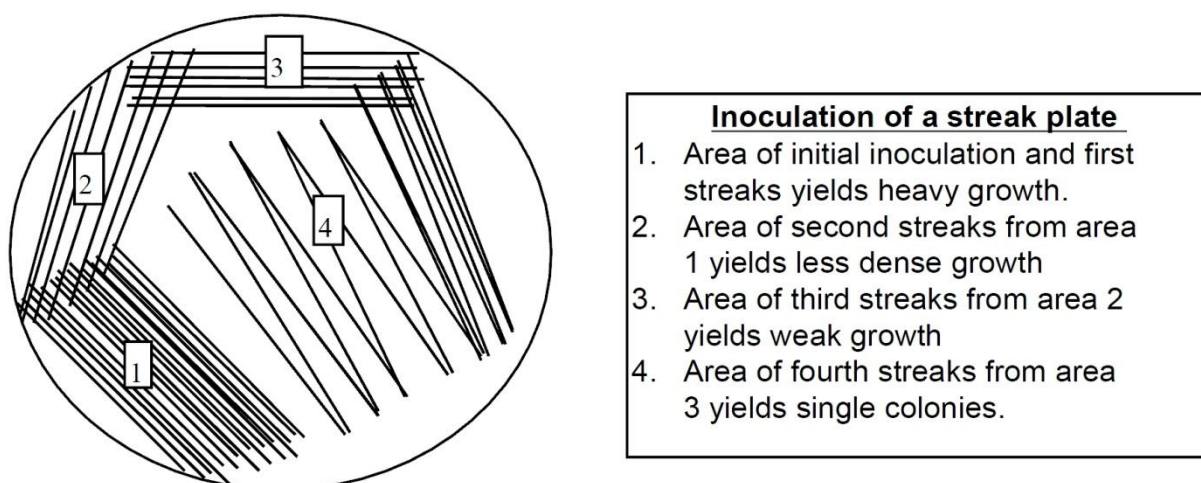 3
2
4
1
Inoculation of a streak plate
1. Area of initial inoculation and first
streaks yields heavy growth.
2. Area of second streaks from area
1 yields less dense growth
3. Area of third streaks from area 2
yields weak growth
4. Area of fourth streaks from area
3 yields single colonies.